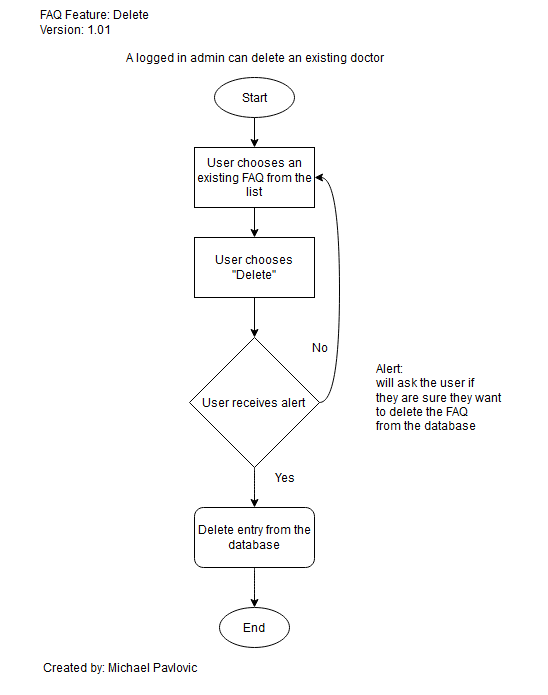 FAQ Feature: Delete
Version: 1.01
A logged in admin can delete an existing doctor
Start
User chooses an
existing FAQ from the
list
User chooses
"Delete"
No
Alert:
will ask the user if
they are sure they want
to delete the FAQ
from the database
User receives alert
Yes
Delete entry from the
database
End
Created by: Michael Pavlovic